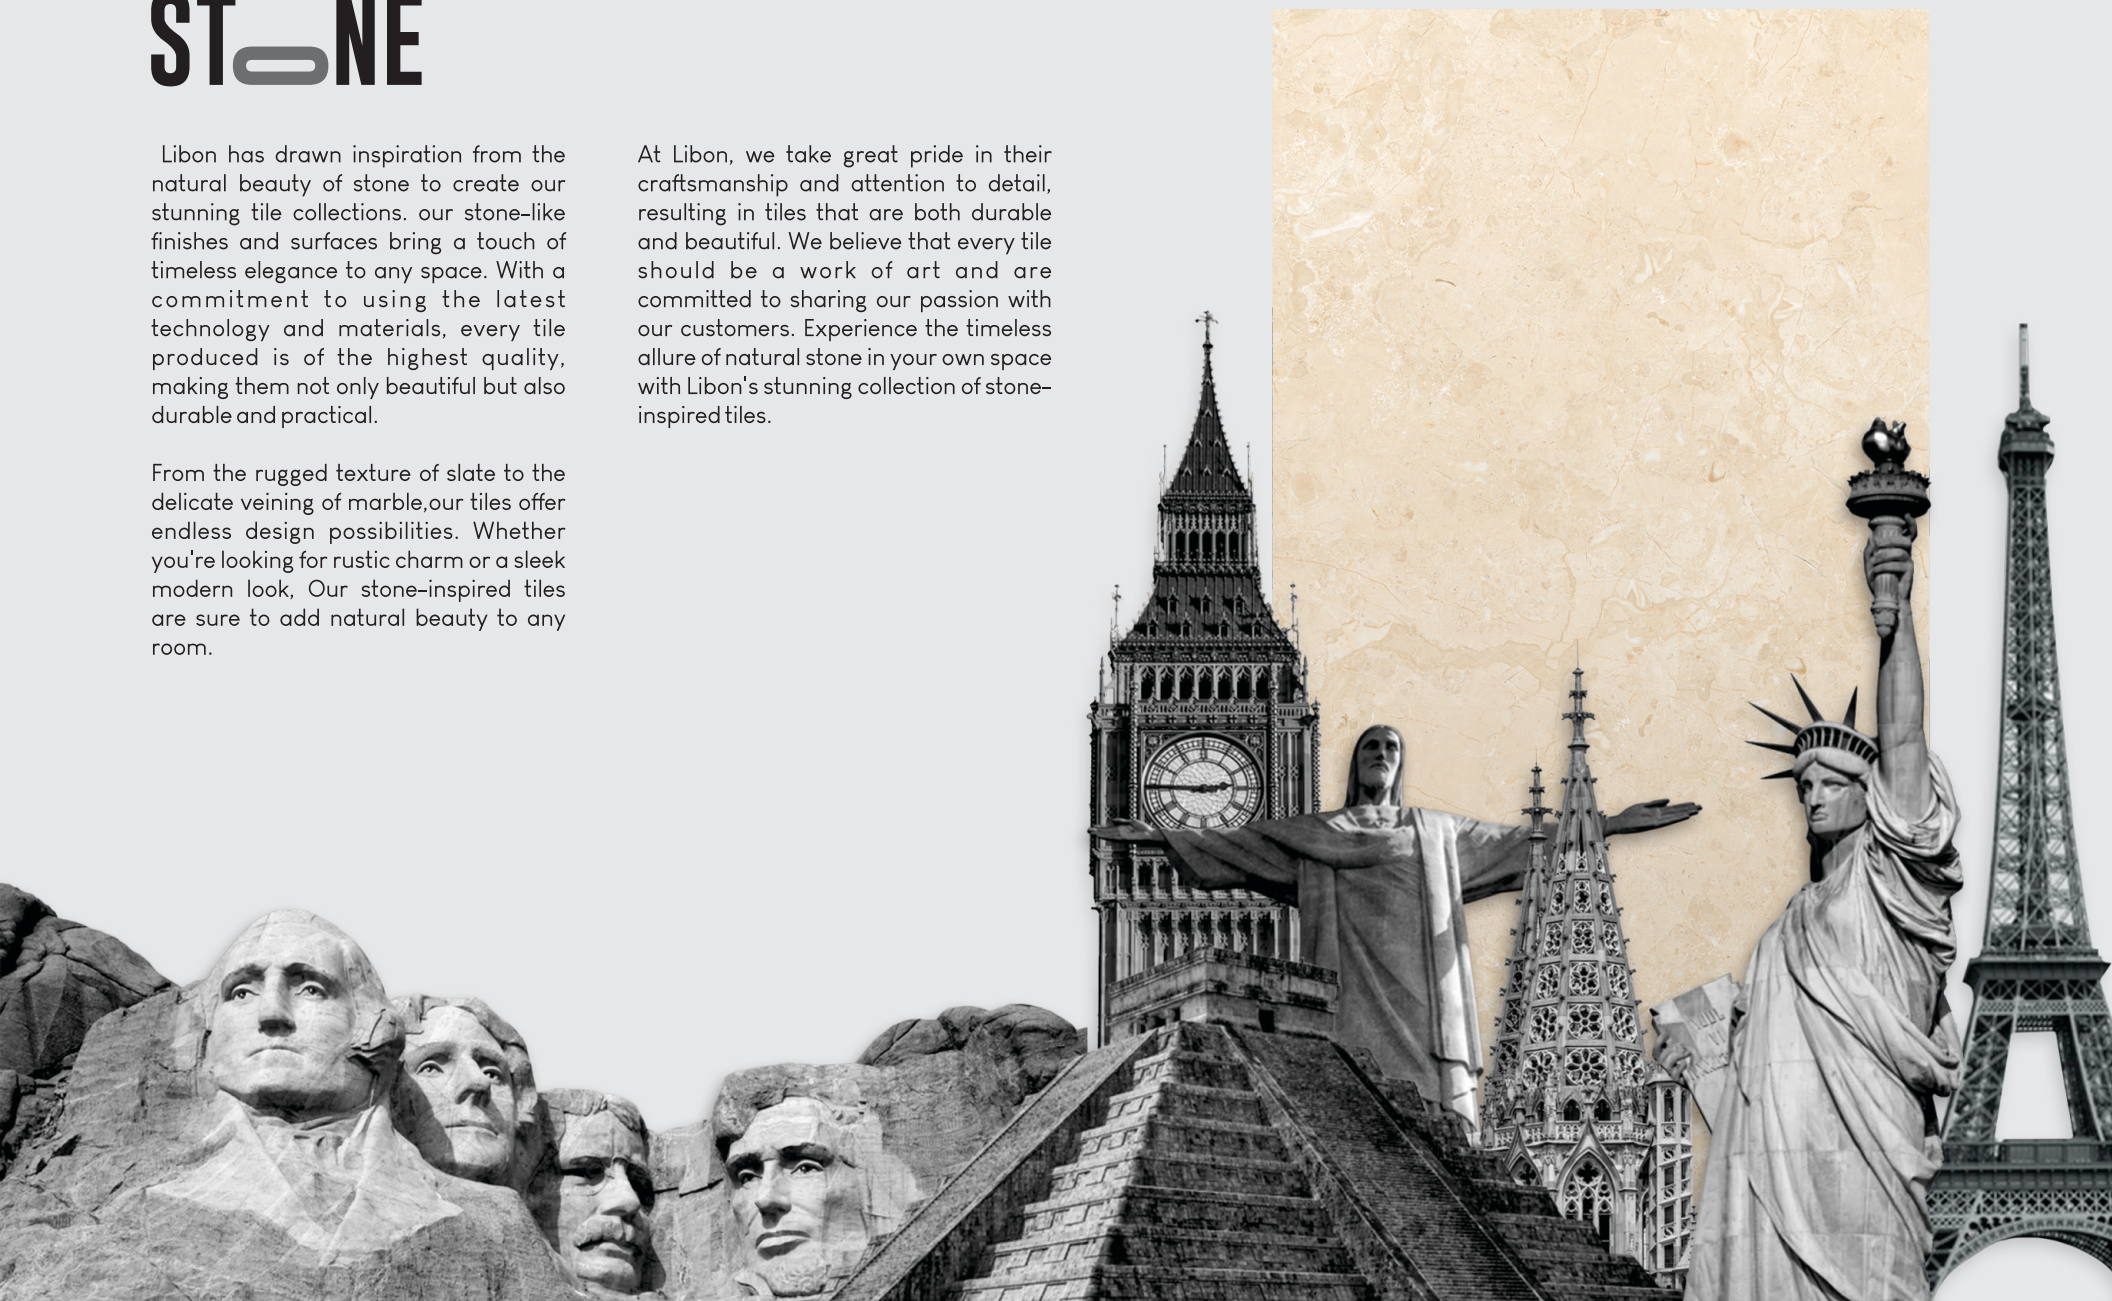 STONE
Libon has drawn inspiration from the
natural beauty of stone to create our
stunning tile collections. our stone-like
finishes and surfaces bring a touch of
timeless elegance to any space. With a
commitment to using the latest
technology and materials, every tile
produced is of the highest quality,
making them not only beautiful but also
durable and practical.
From the rugged texture of slate to the
delicate veining of marble,our tiles offer
endless design possibilities. Whether
you're looking for rustic charm or a sleek
modern look, Our stone-inspired tiles
are sure to add natural beauty to any
room.
At Libon, we take great pride in their
craftsmanship and attention to detail,
resulting in tiles that are both durable
and beautiful. We believe that every tile
should be a work of art and are
committed to sharing our passion with
our customers. Experience the timeless
allure of natural stone in your own space
with Libon's stunning collection of stone-
inspired tiles.